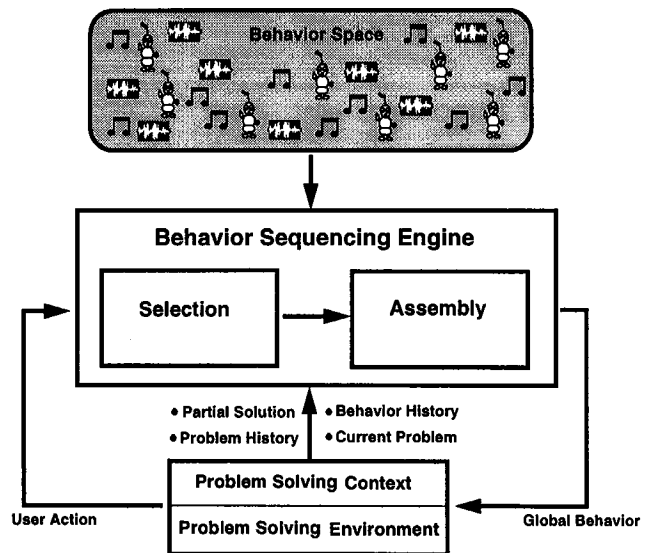 Behavior Space
Behavior Sequencing Engine
Selection
Assembly
• Partial Solution
• Behavior History
• Problem History
• Current Problem
Problem Solving Context
User Action
Problem Solving Environment
Global Behavior